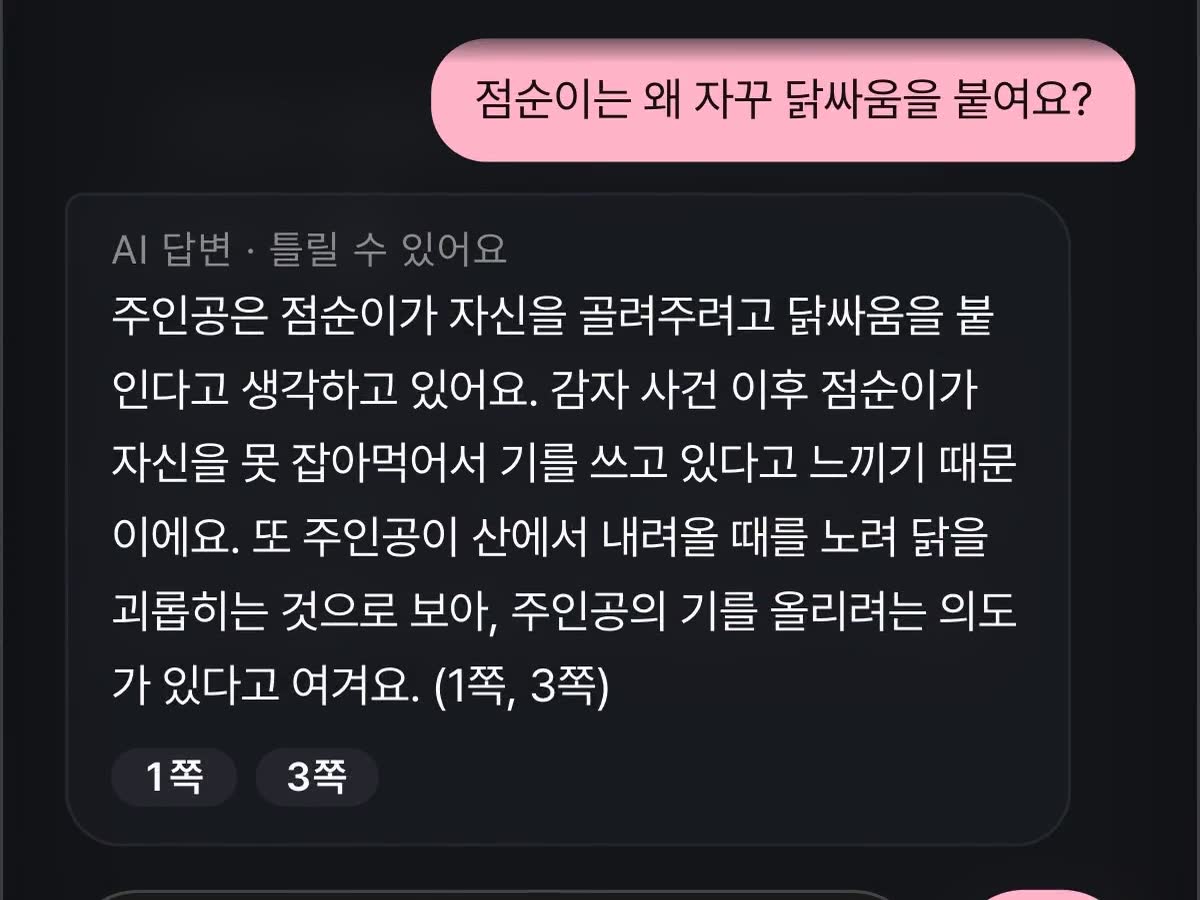 점순이는 왜 자꾸 닭싸움을 붙여요?
AI 답변 · 틀릴 수 있어요
주인공은 점순이가 자신을 골려주려고 닭싸움을 붙
인다고 생각하고 있어요. 감자 사건 이후 점순이가
자신을 못 잡아먹어서 기를 쓰고 있다고 느끼기 때문
이에요. 또 주인공이 산에서 내려올 때를 노려 닭을
괴롭히는 것으로 보아, 주인공의 기를 올리려는 의도
가 있다고 여겨요. (1쪽, 3쪽)
1쪽 3쪽